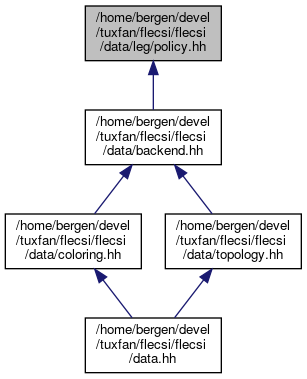 /home/bergen/devel
/tuxfan/flecsi/flecsi
/data/leg/policy.hh
/home/bergen/devel
/tuxfan/flecsi/flecsi
/data/backend.hh
/home/bergen/devel
/tuxfan/flecsi/flecsi
/data/coloring.hh
/home/bergen/devel
/tuxfan/flecsi/flecsi
/data/topology.hh
/home/bergen/devel
/tuxfan/flecsi/flecsi
/data.hh